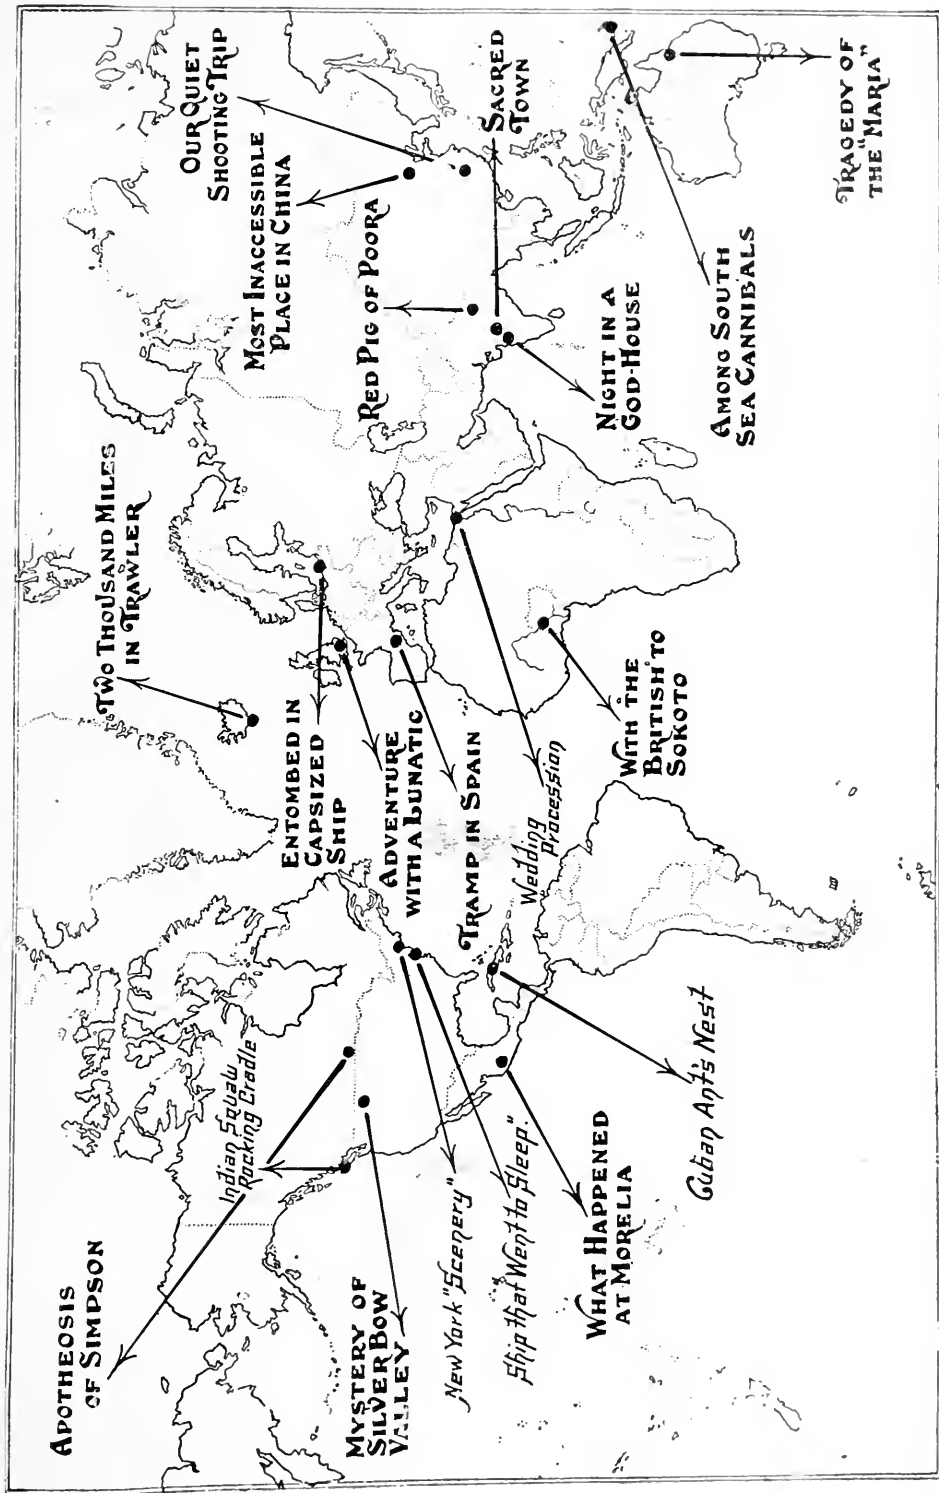 APOTHEOSIS
OF SIMPSON
Indian Squaw
Rocking Cradle
MYSTERY OF
SILVER BOW
VALLEY
New York "Scenery"
Ship that Went to Sleep."
WHAT HAPPENED
AT MORELIA
Cuban Ant's Nest
TWO THOUSAND MILES
IN TRAWLER
ENTOMBED IN
CAPSIZED
SHIP
ADVENTURE
WITH A LUNATIC
TRAMP IN SPAIN
Wedding
Procession
WITH THE
BRITISH TO
SOKOTO
OUR QUIET
SHOOTING TRIP
MOST INACCESSIBLE
PLACE IN CHINA
RED PIG OF POORA
SACRED
TOWN
NIGHT IN A
GOD-HOUSE
AMONG SOUTH
SEA CANNIBALS
TRAGEDY OF
THE "MARIA"